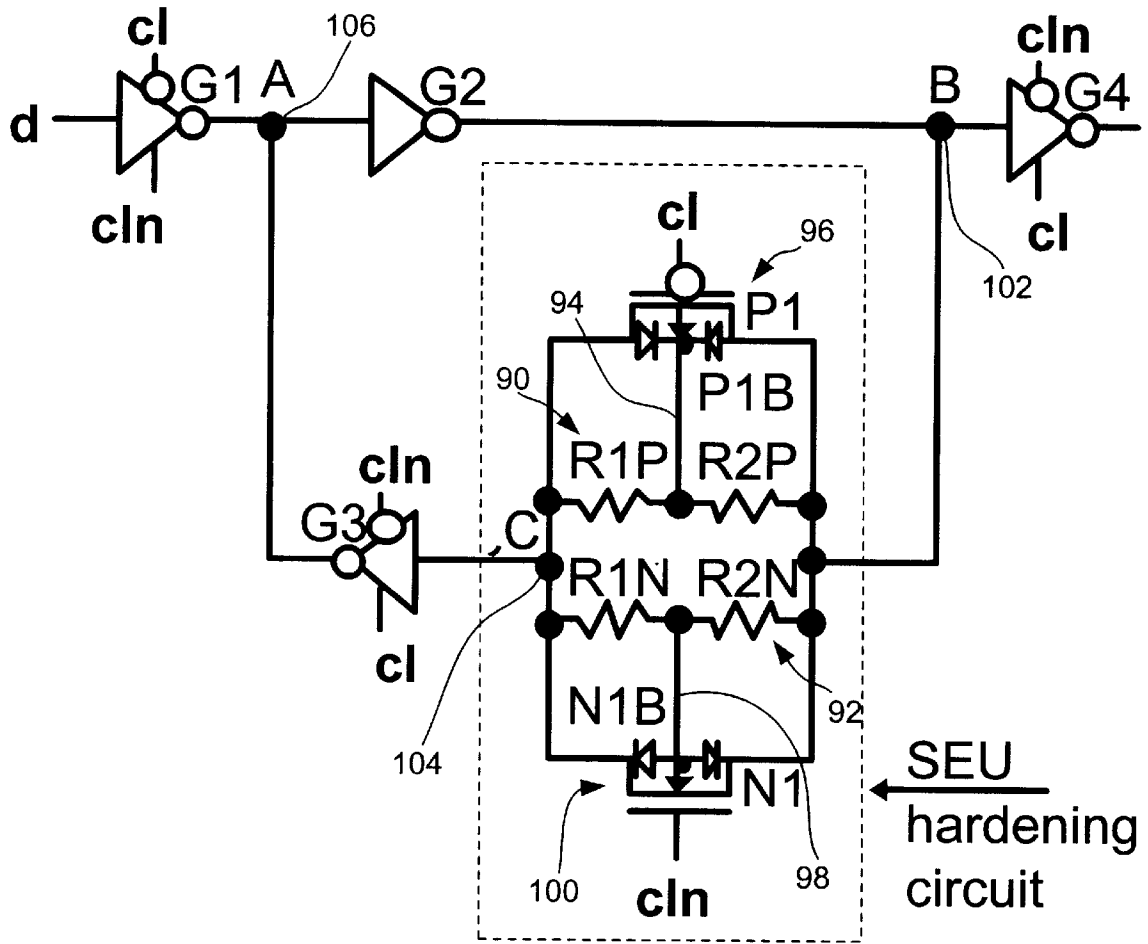 cl
106
cln
G1
A
G2
B
G4
d
cln
cl
cl
96
102
94
P1
P1B
90
R1P
R2P
cln
G3
C
R1N
R2N
cl
N1B
92
104
N1
SEU
hardening
circuit
100
98
cln